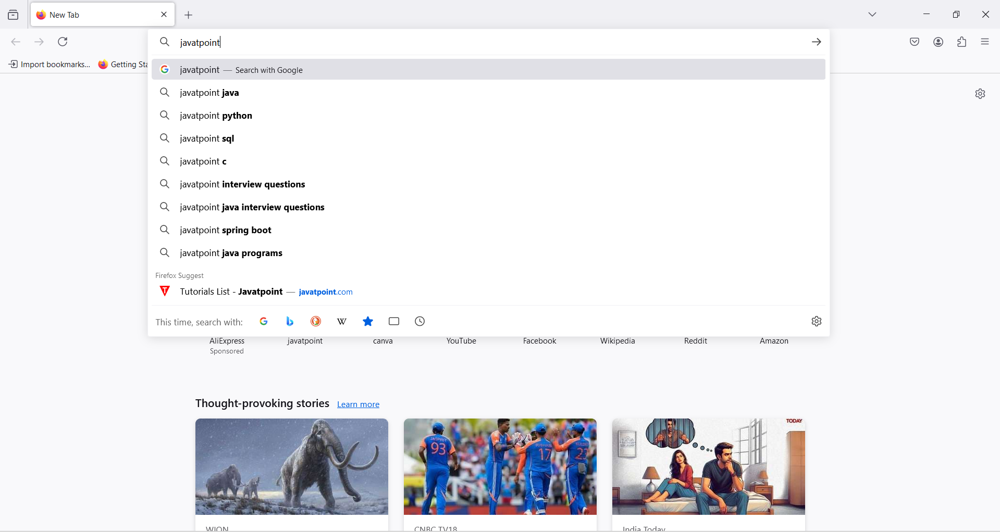 New Tab
javatpoint
Import bookmarks...
Getting Sta
javatpoint — Search with Google
javatpoint java
javatpoint python
javatpoint sql
javatpoint c
javatpoint interview questions
javatpoint java interview questions
javatpoint spring boot
javatpoint java programs
Firefox Suggest
Tutorials List - Javatpoint — javatpoint.com
This time, search with:
AliExpress
Sponsored
javatpoint
canva
YouTube
Facebook
Wikipedia
Reddit
Amazon
Thought-provoking stories Learn more
JASPRIT
93
17
23
TODAY
WION
CNBC TV18
India Today